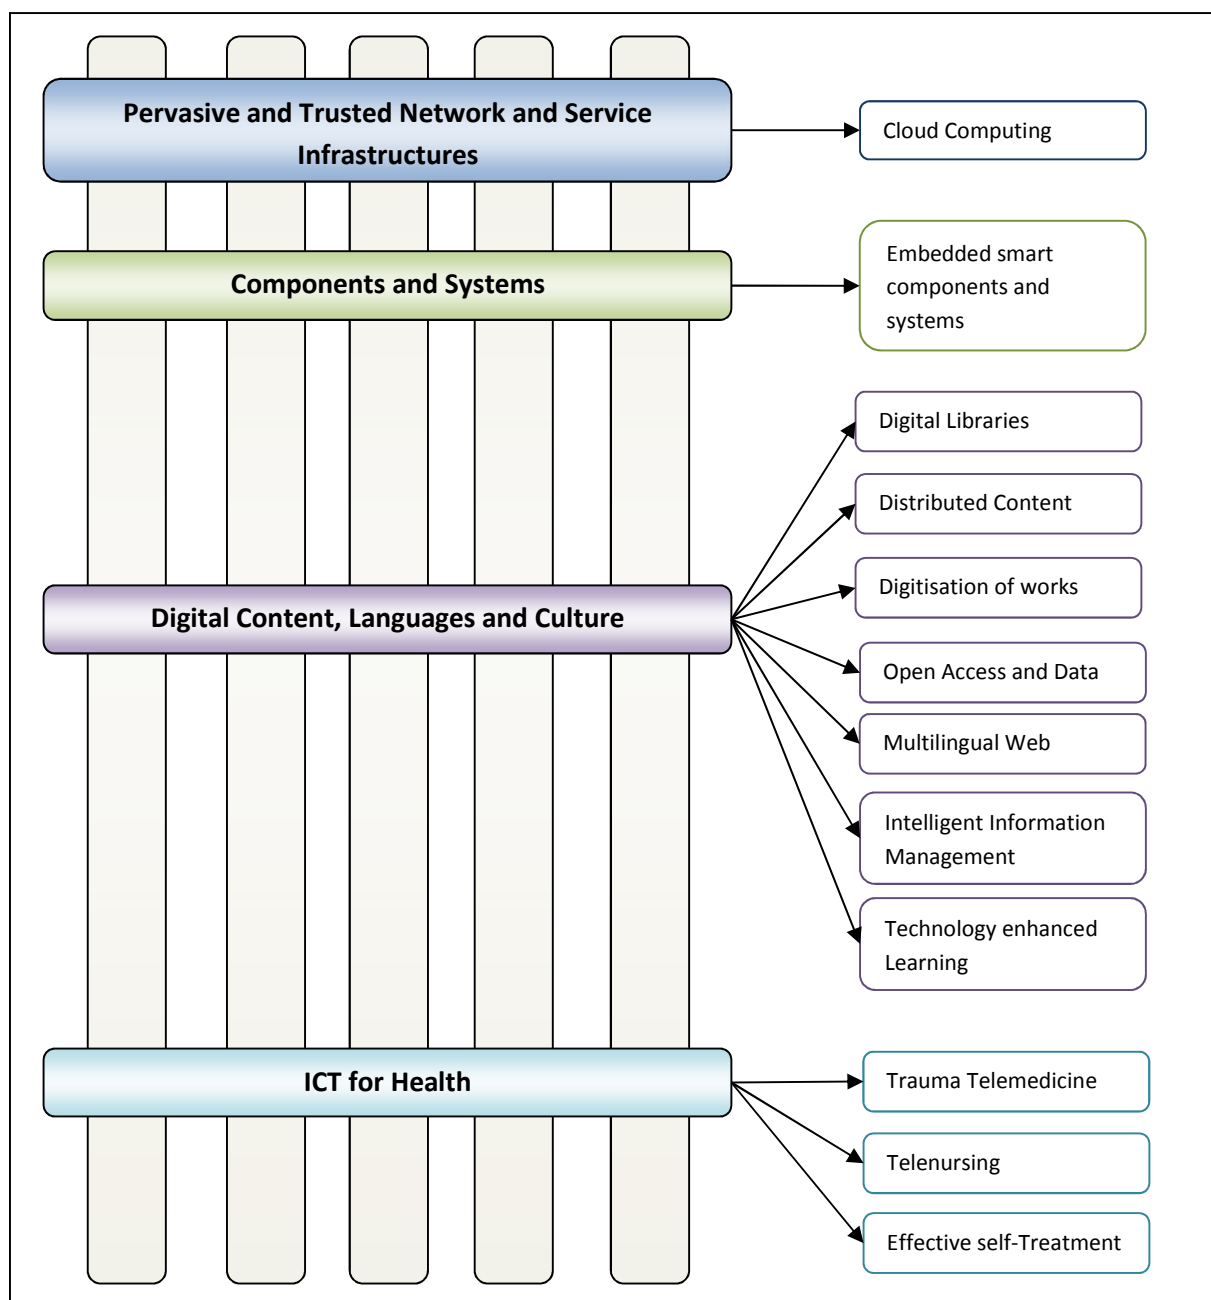 Pervasive and Trusted Network and Service
Infrastructures
Cloud Computing
Components and Systems
Embedded smart
components and
systems
Digital Content, Languages and Culture
Digital Libraries
Distributed Content
Digitisation of works
Open Access and Data
Multilingual Web
Intelligent Information
Management
Technology enhanced
Learning
ICT for Health
Trauma Telemedicine
Telenursing
Effective self-Treatment